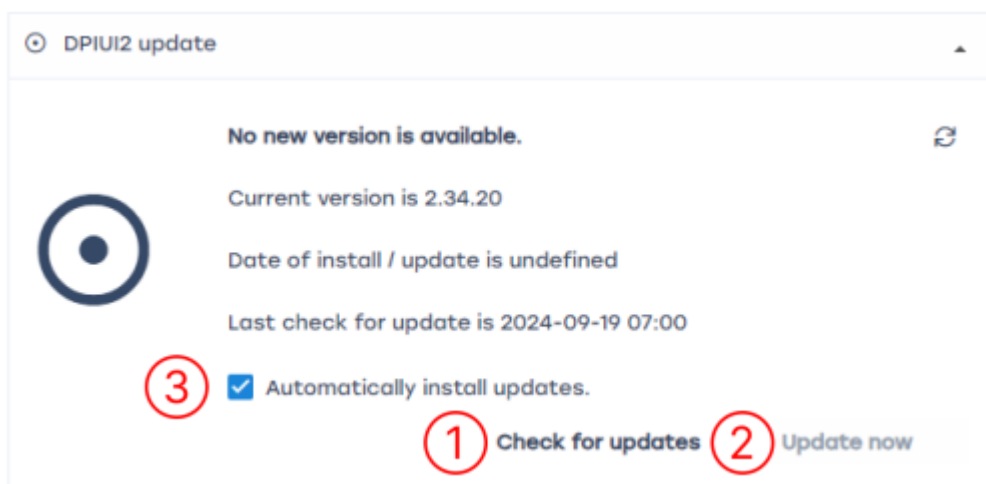 DPIUI2 update
No new version is available.
Current version is 2.34.20
Date of install / update is undefined
Last check for update is 2024-09-19 07:00
3 Automatically install updates.
1 Check for updates 2 Update now